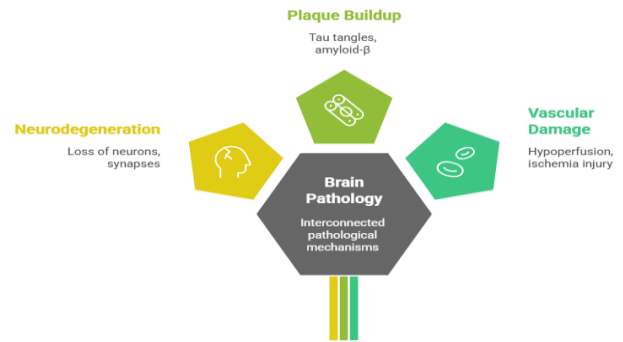 Plaque Buildup
Tau tangles,
amyloid-β
Neurodegeneration
Loss of neurons,
synapses
Vascular
Damage
Hypoperfusion,
ischemia injury
Brain
Pathology
Interconnected
pathological
mechanisms